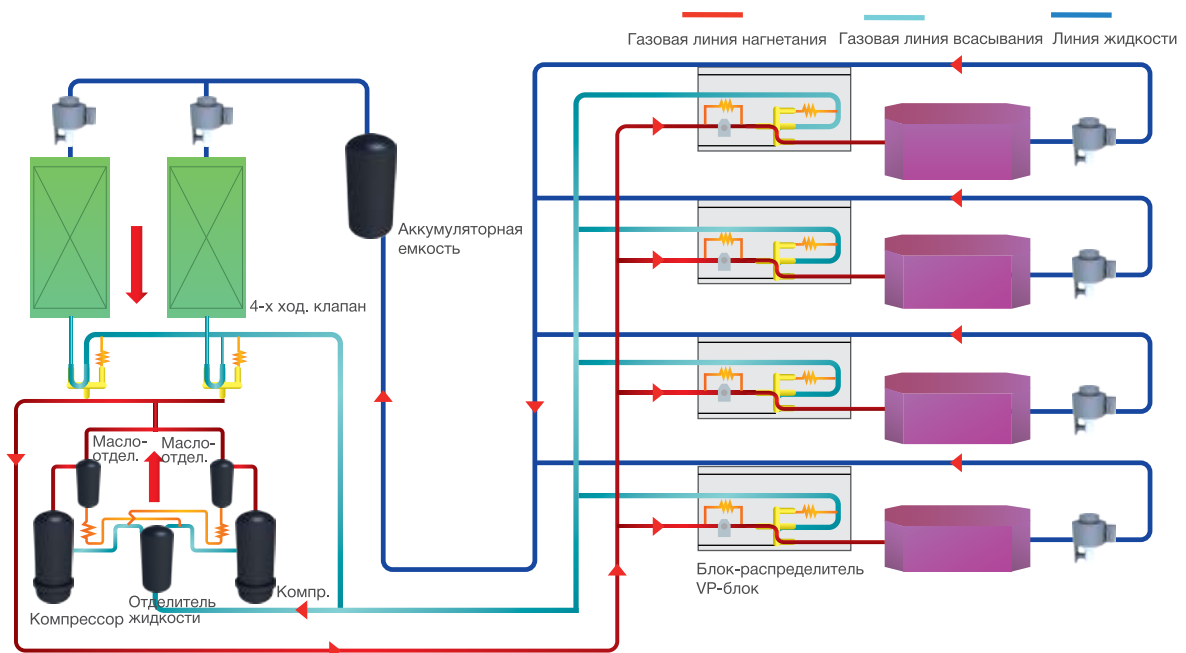 Газовая линия нагнетания
Газовая линия всасывания
Линия жидкости
Аккумуляторная
емкость
4-х ход. клапан
Масло-
отдел.
Масло-
отдел.
Компр.
Отделитель
жидкости
Компрессор
Блок-распределитель
VP-блок